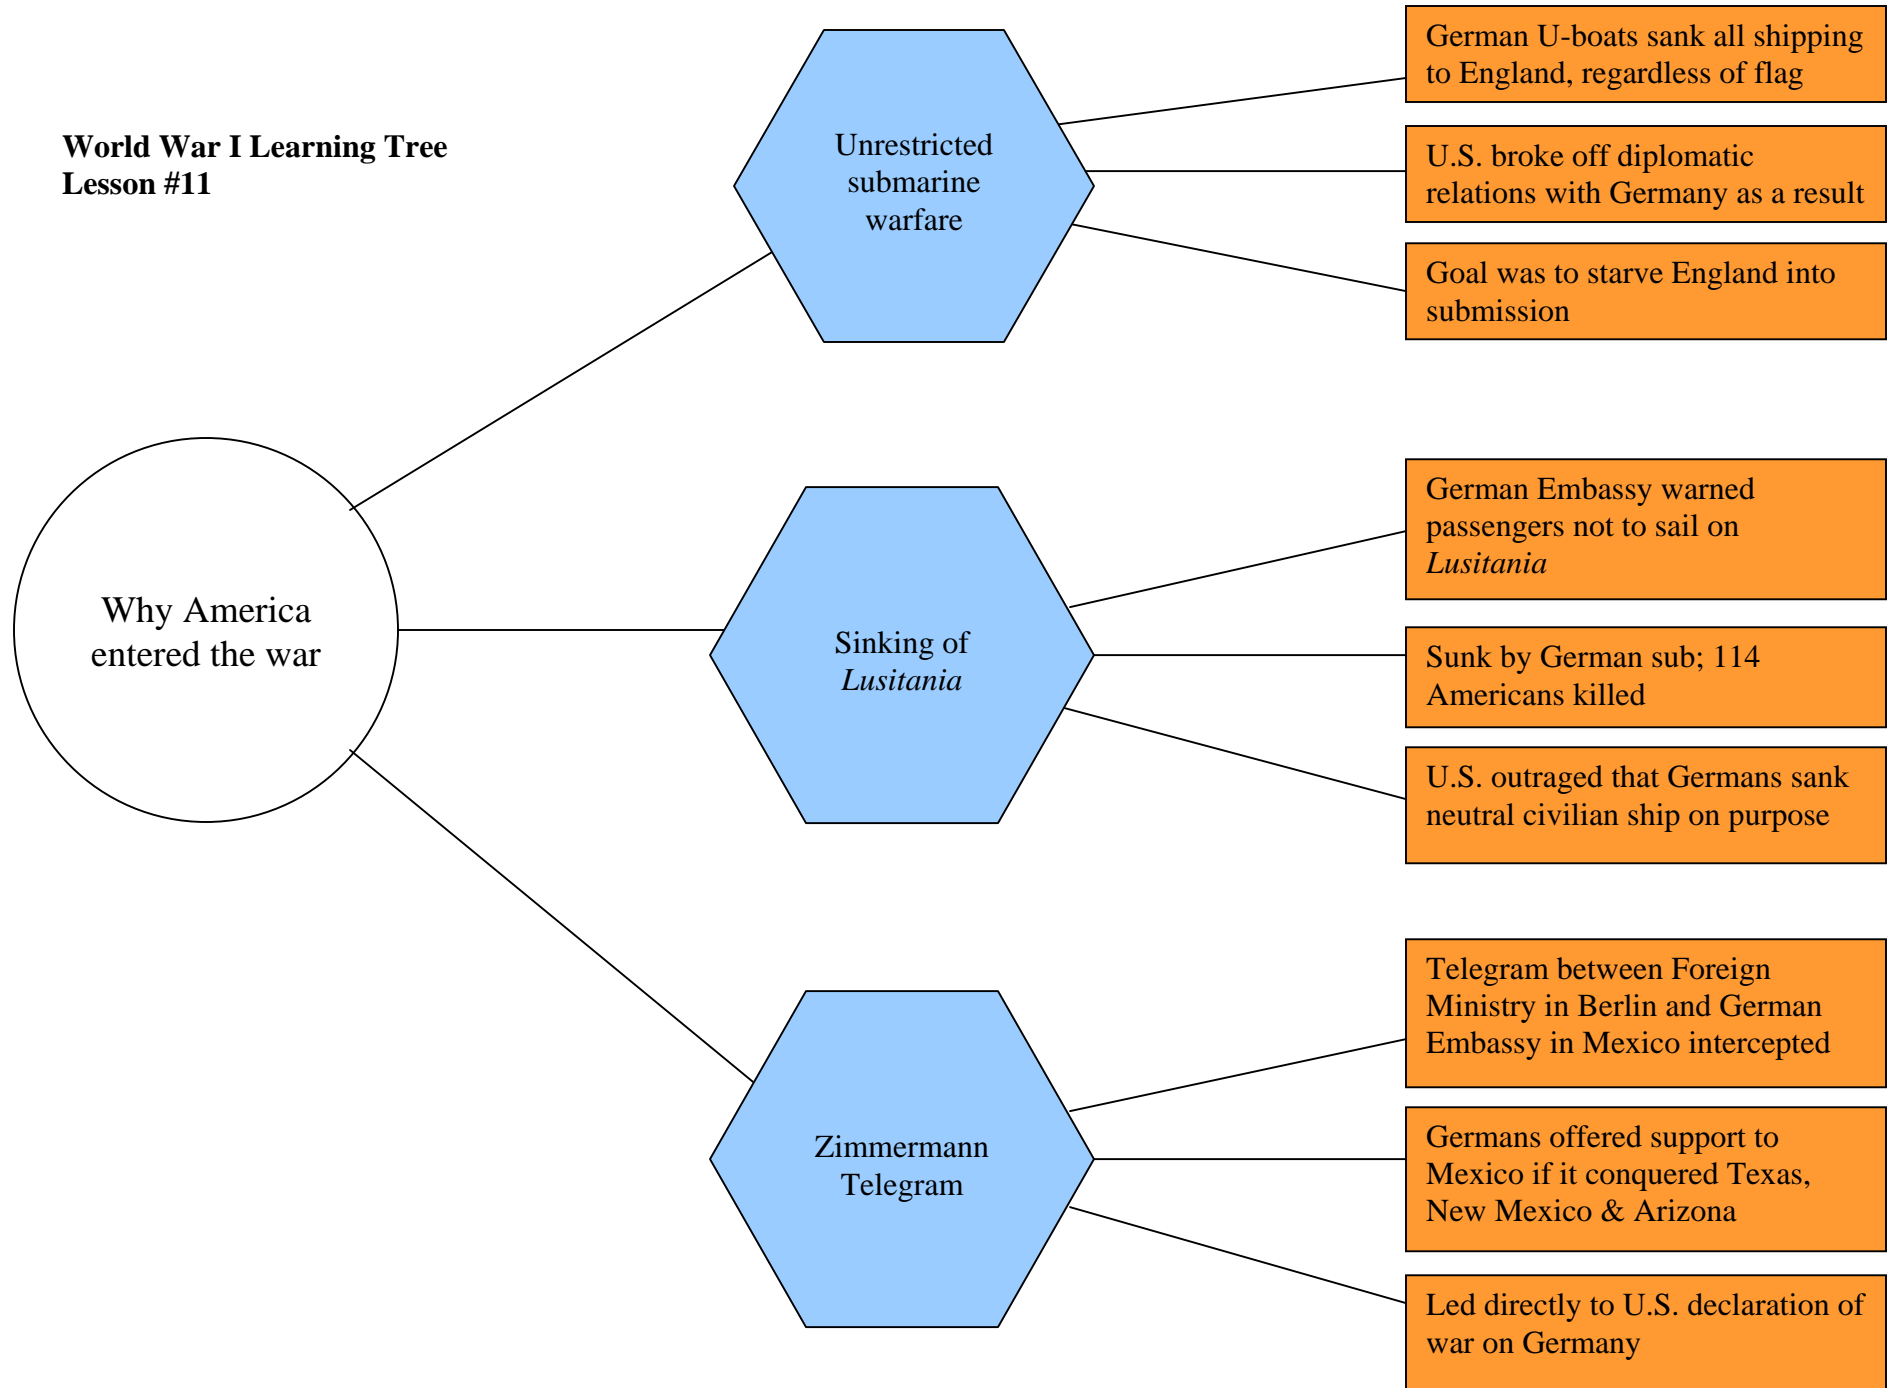 World War I Learning Tree
Lesson #11
Why America
entered the war
Unrestricted
submarine
warfare
German U-boats sank all shipping
to England, regardless of flag
U.S. broke off diplomatic
relations with Germany as a result
Goal was to starve England into
submission
Sinking of
Lusitania
German Embassy warned
passengers not to sail on
Lusitania
Sunk by German sub; 114
Americans killed
U.S. outraged that Germans sank
neutral civilian ship on purpose
Zimmermann
Telegram
Telegram between Foreign
Ministry in Berlin and German
Embassy in Mexico intercepted
Germans offered support to
Mexico if it conquered Texas,
New Mexico & Arizona
Led directly to U.S. declaration of
war on Germany